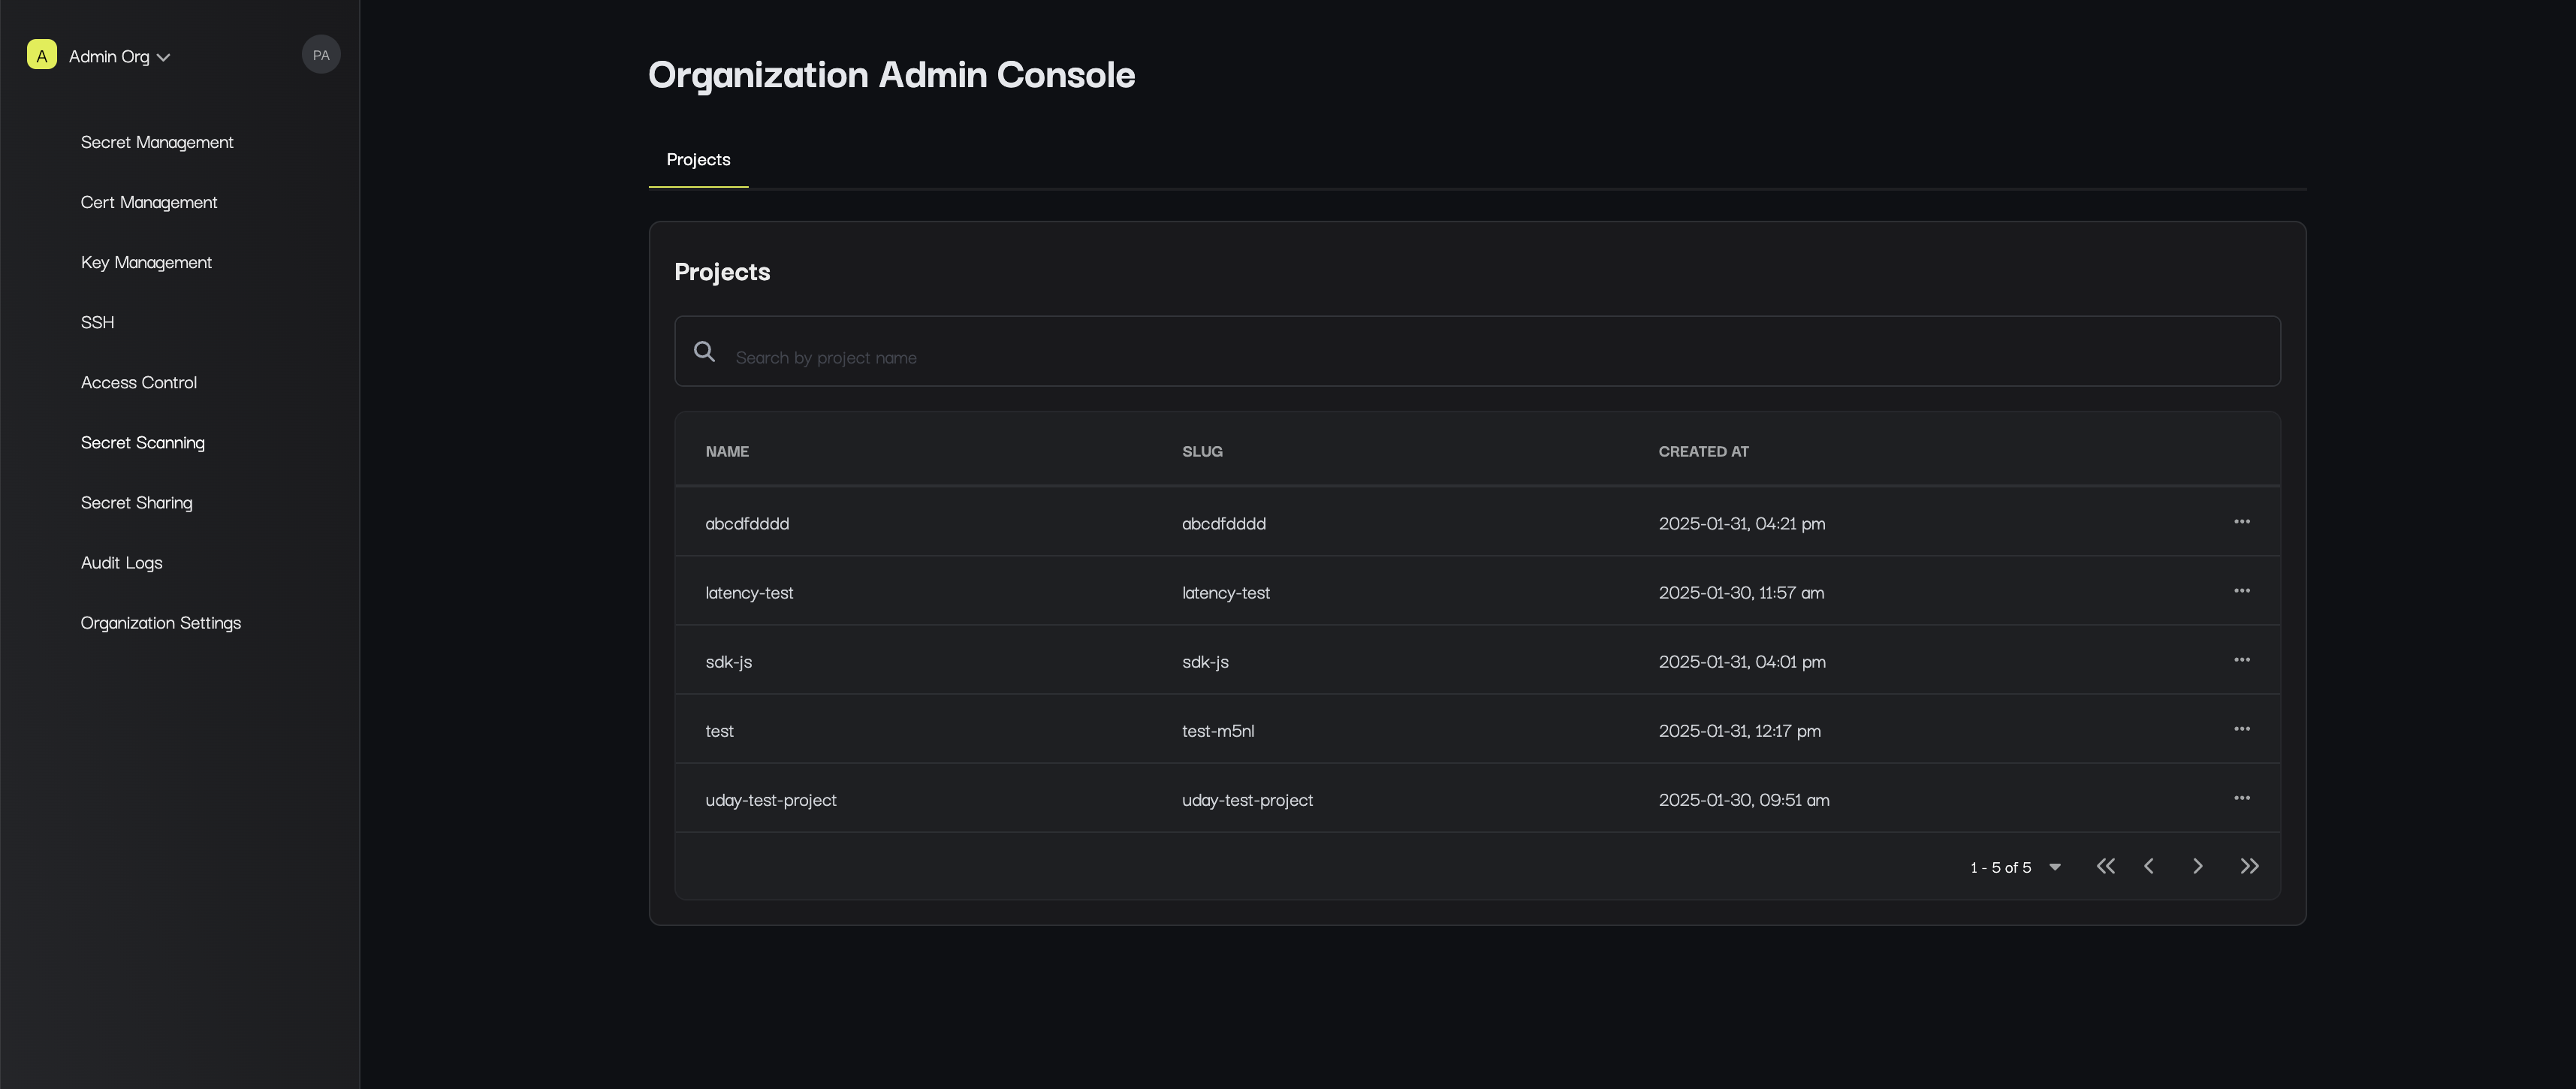 A Admin Org PA
Secret Management
Cert Management
Key Management
SSH
Access Control
Secret Scanning
Secret Sharing
Audit Logs
Organization Settings
Organization Admin Console
Projects
Projects
Search by project name
NAME SLUG CREATED AT
abcdfdddd abcdfdddd 2025-01-31, 04:21 pm
latency-test latency-test 2025-01-30, 11:57 am
sdk-js sdk-js 2025-01-31, 04:01 pm
test test-m5nl 2025-01-31, 12:17 pm
uday-test-project uday-test-project 2025-01-30, 09:51 am
1 - 5 of 5